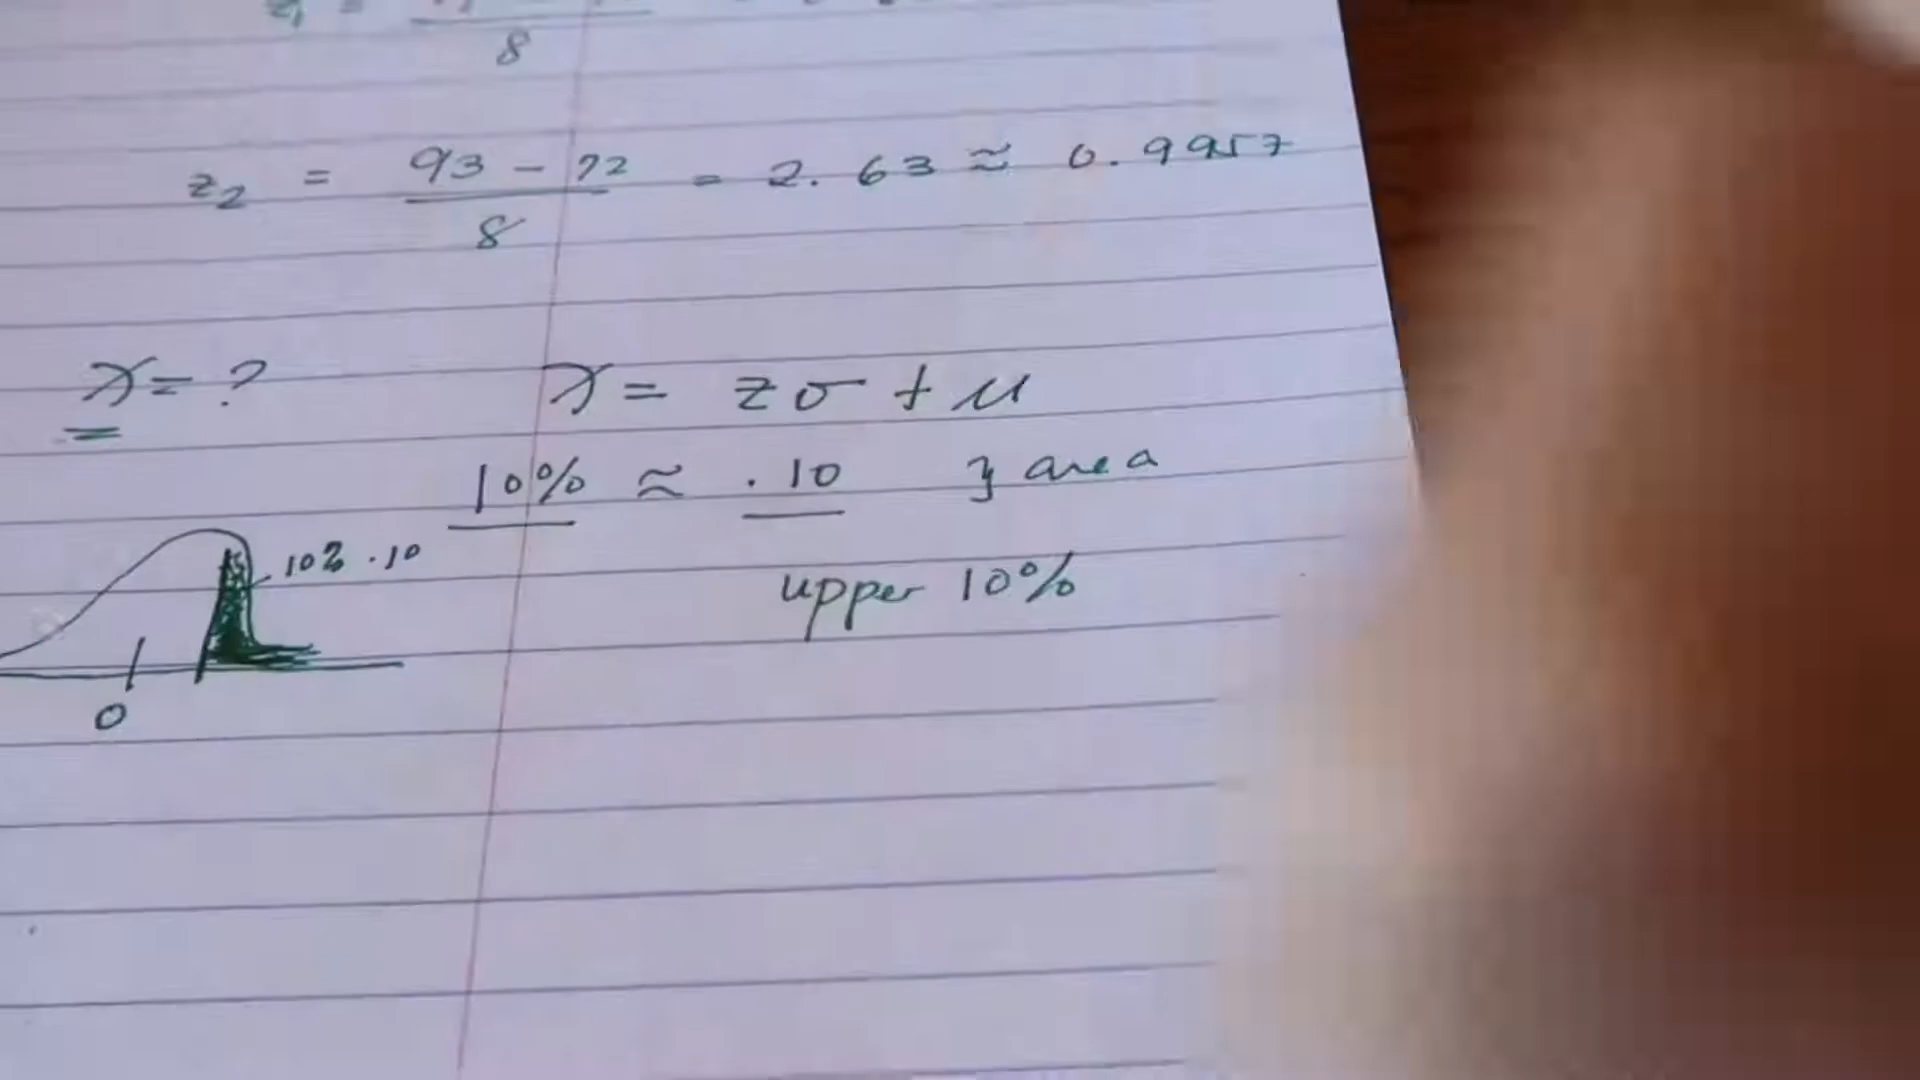 8
z2 = 93 - 72 = 2.63 ≈ 0.9957
8
x = ? x = zσ + μ
10% ≈ .10 } area
10% .10
upper 10%
0